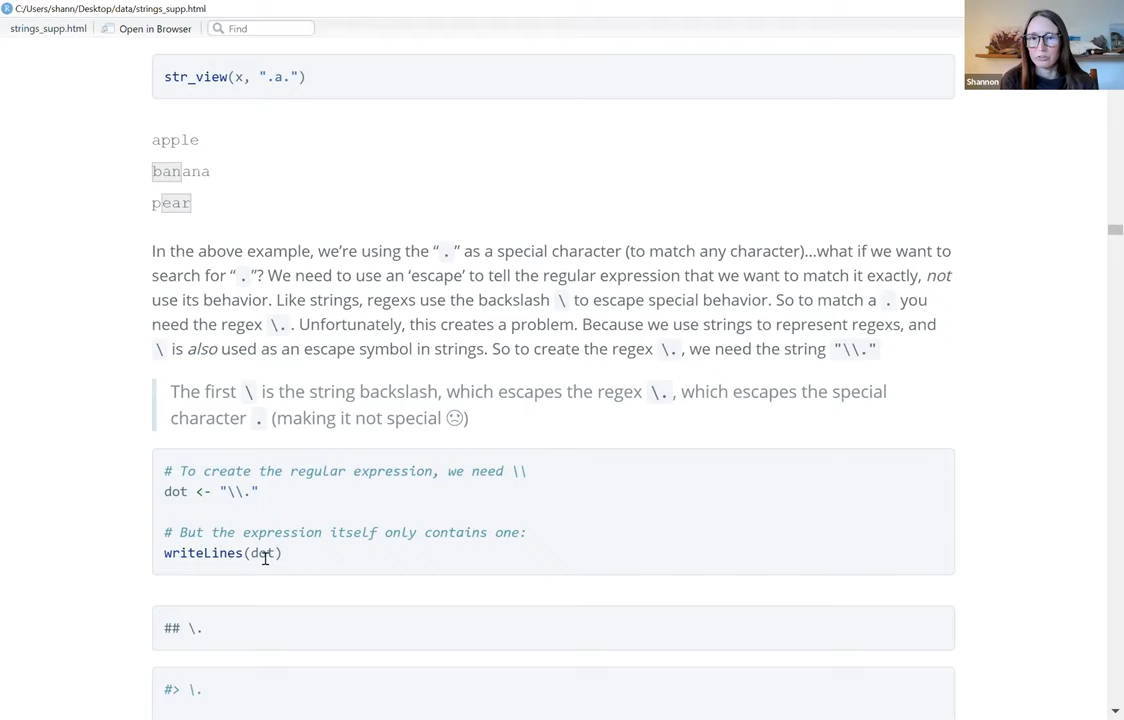 C:/Users/shann/Desktop/data/strings_supp.html
strings_supp.html Open in Browser Find
Shannon
str_view(x, ".a.")
apple
banana
pear
In the above example, we're using the “.” as a special character (to match any character)...what if we want to
search for “.”? We need to use an ‘escape’ to tell the regular expression that we want to match it exactly, not
use its behavior. Like strings, regexs use the backslash \ to escape special behavior. So to match a . you
need the regex \.. Unfortunately, this creates a problem. Because we use strings to represent regexs, and
\ is also used as an escape symbol in strings. So to create the regex \., we need the string "\\."
The first \ is the string backslash, which escapes the regex \., which escapes the special
character . (making it not special ☹)
# To create the regular expression, we need \\
dot <- "\\."
# But the expression itself only contains one:
writeLines(dot)
## \.
#> \.